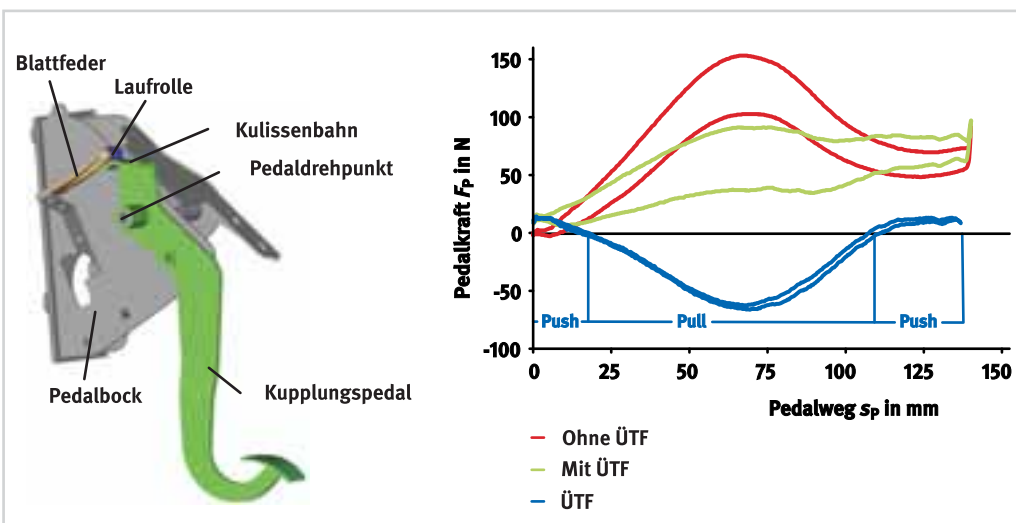 Blattfeder
Laufrolle
Kulissenbahn
Pedaldrehpunkt
Pedalbock
Kupplungspedal
Pedalkraft FP in N
150
100
50
0
-50
-100
Push
Pull
Push
0
25
50
75
100
125
150
Pedalweg sP in mm
Ohne ÜTF
Mit ÜTF
ÜTF